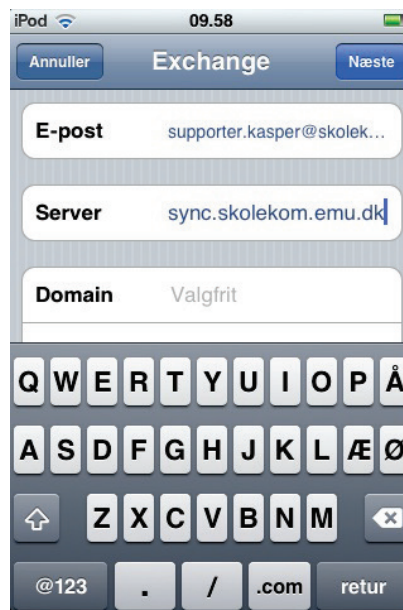 iPod 09.58
Annuller Exchange Næste
E-post supporter.kasper@skolek...
Server sync.skolekom.emu.dk
Domain Valgfrit
Q W E R T Y U I O P Å
A S D F G H J K L Æ Ø
Z X C V B N M
@123 . / .com retur